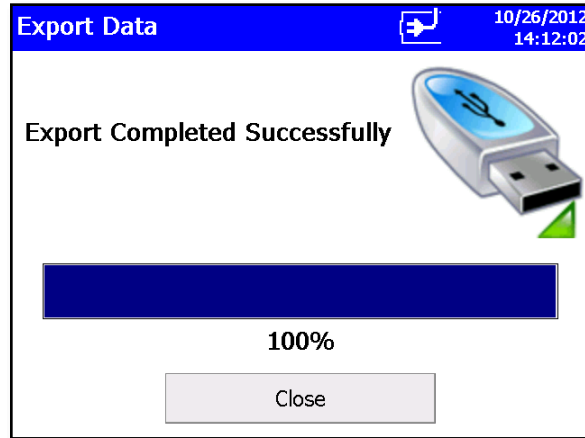 Export Data
10/26/2012
14:12:02
Export Completed Successfully
100%
Close